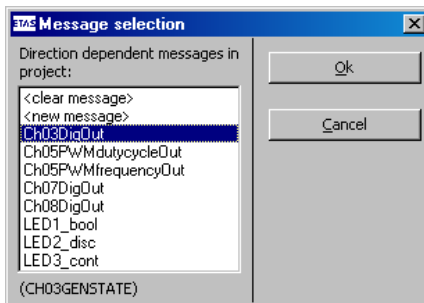 ETAS Message selection
Direction dependent messages in
project:
<clear message>
<new message>
Ch03DigOut
Ch05PWMdutycycleOut
Ch05PWMfrequencyOut
Ch07DigOut
Ch08DigOut
LED1_bool
LED2_disc
LED3_cont
(CH03GENSTATE)
Ok
Cancel